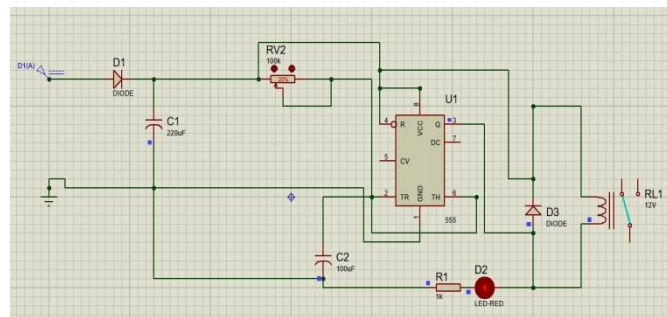 D1(A)
D1
DIODE
C1
220uF
RV2
100k
30%
U1
4
R
8
VCC
Q
3
DC
7
5
CV
2
TR
GND
1
TH
6
555
C2
100uF
R1
1k
D2
LED-RED
D3
DIODE
RL1
12V